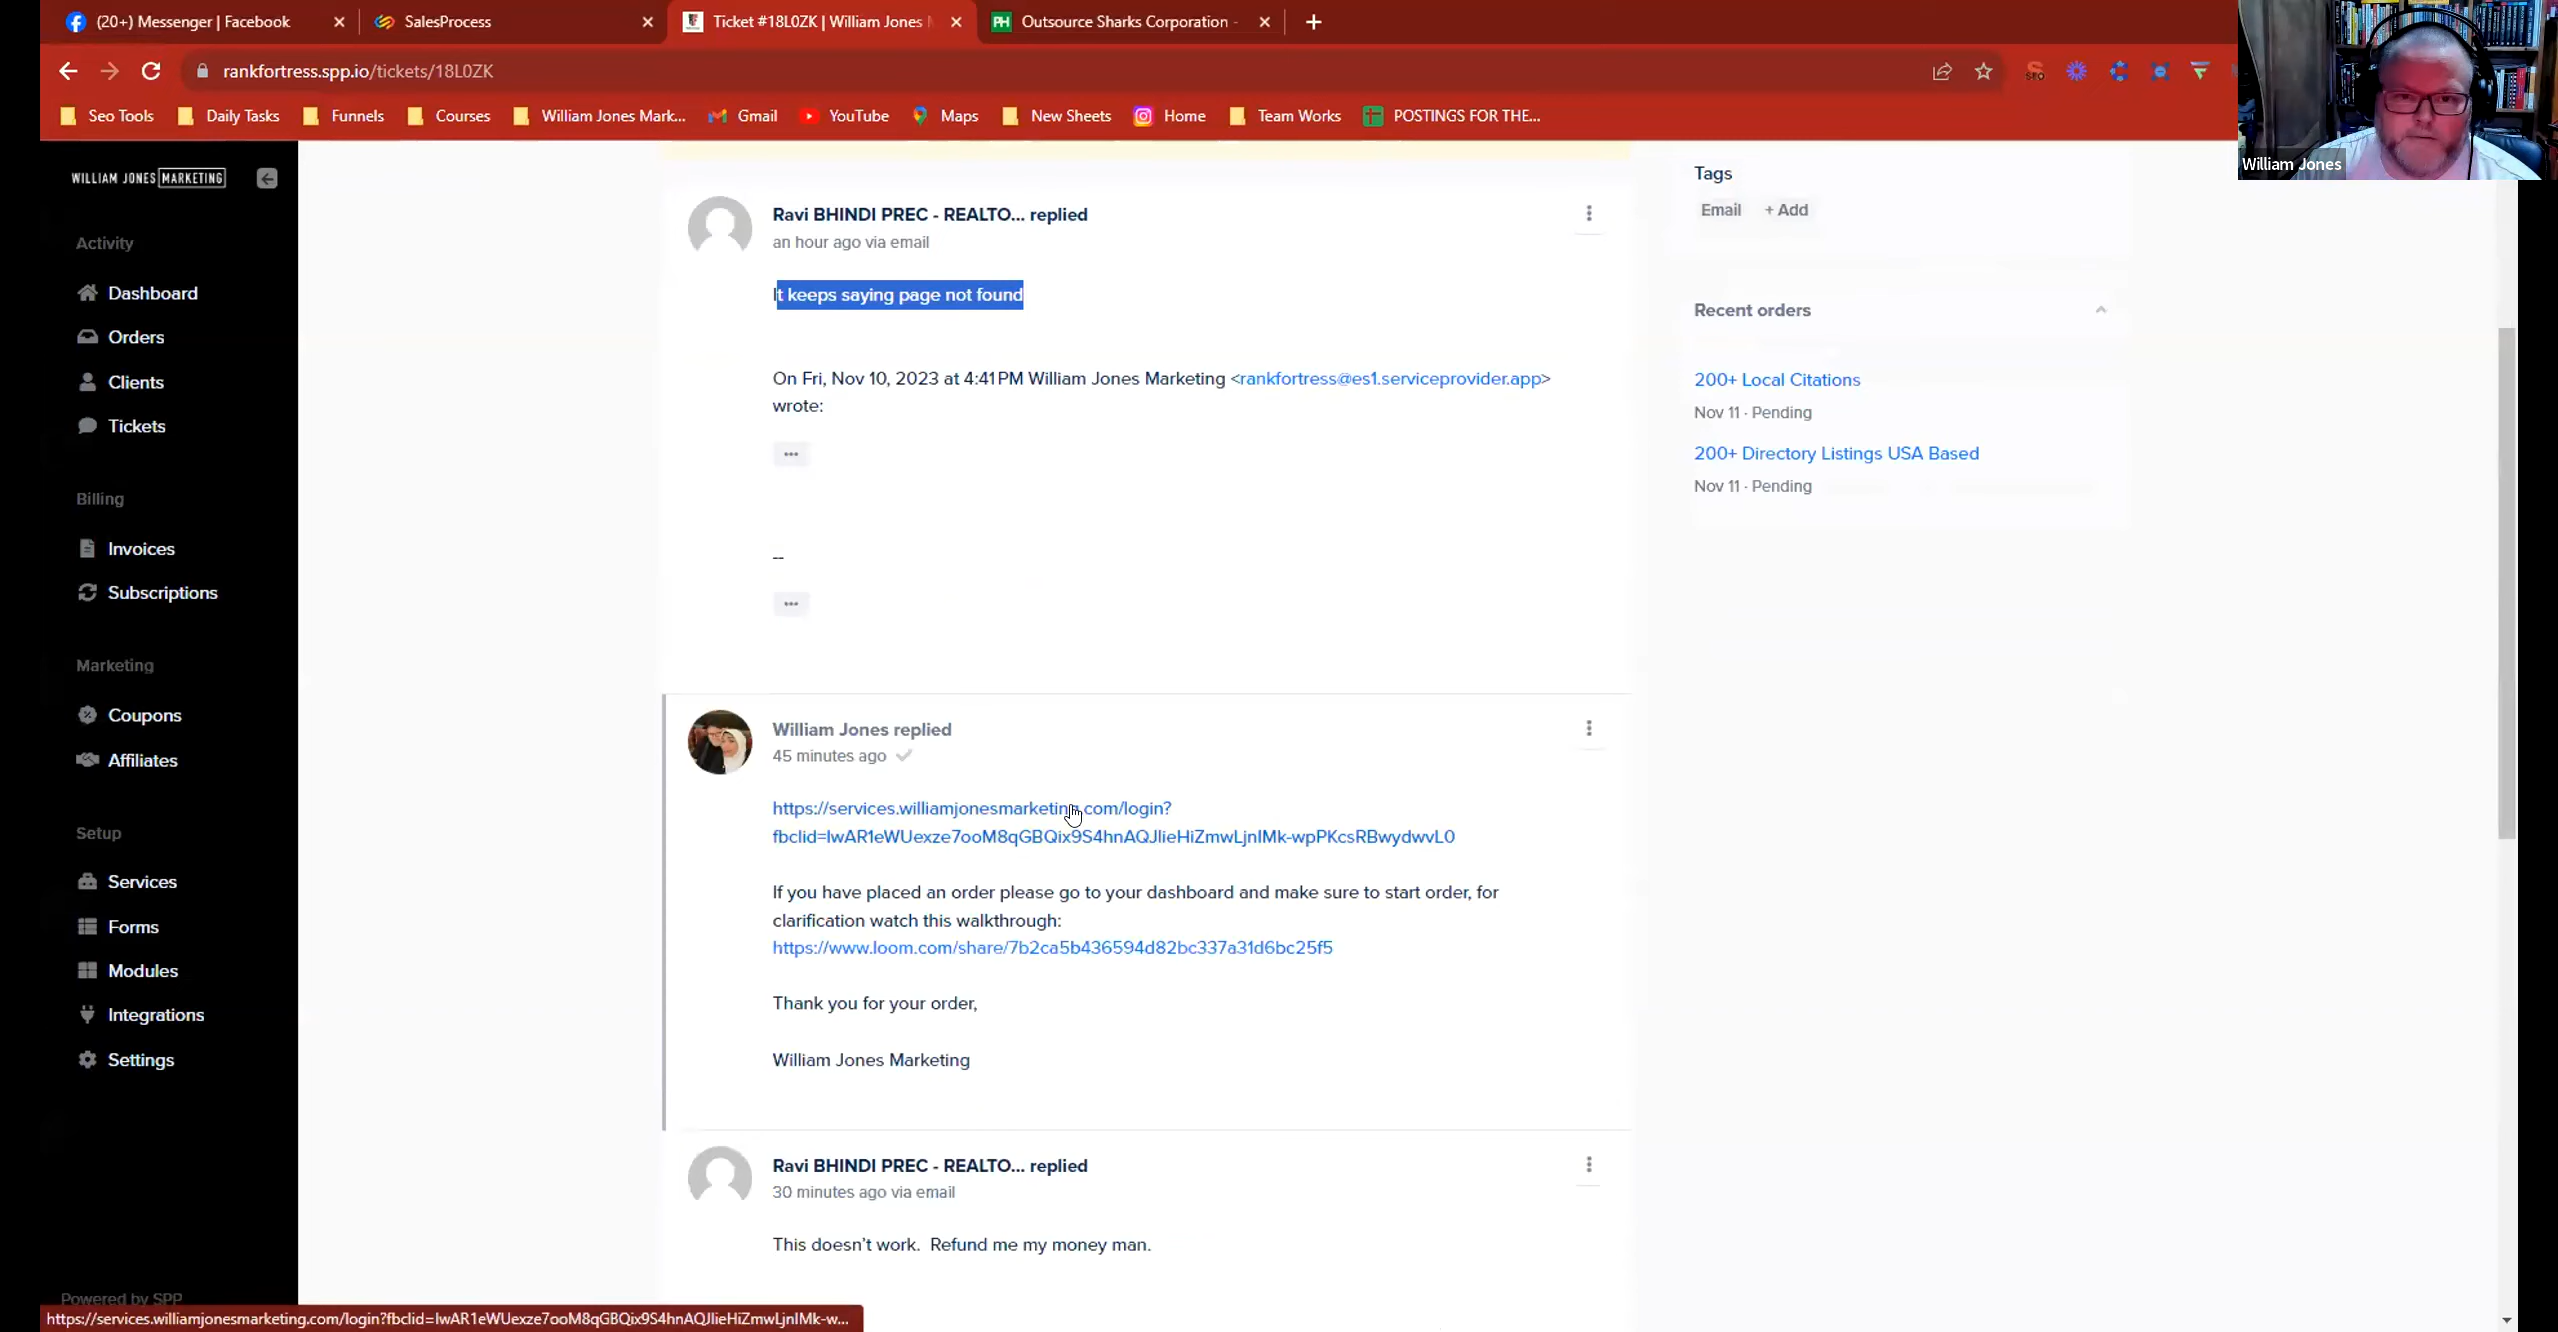 (20+) Messenger | Facebook
SalesProcess
Ticket #18L0ZK | William Jones
Outsource Sharks Corporation -
rankfortress.spp.io/tickets/18L0ZK
Seo Tools
Daily Tasks
Funnels
Courses
William Jones Mark...
Gmail
YouTube
Maps
New Sheets
Home
Team Works
POSTINGS FOR THE...
William Jones
WILLIAM JONES MARKETING
Activity
Dashboard
Orders
Clients
Tickets
Billing
Invoices
Subscriptions
Marketing
Coupons
Affiliates
Setup
Services
Forms
Modules
Integrations
Settings
Powered by SPP
Ravi BHINDI PREC - REALTO... replied
an hour ago via email
It keeps saying page not found
On Fri, Nov 10, 2023 at 4:41 PM William Jones Marketing <rankfortress@es1.serviceprovider.app>
wrote:
--
William Jones replied
45 minutes ago
https://services.williamjonesmarketing.com/login?
fbclid=IwAR1eWUexze7ooM8qGBQix9S4hnAQJlieHiZmwLjnIMk-wpPKcsRBwydwvL0
If you have placed an order please go to your dashboard and make sure to start order, for
clarification watch this walkthrough:
https://www.loom.com/share/7b2ca5b436594d82bc337a31d6bc25f5
Thank you for your order,
William Jones Marketing
Ravi BHINDI PREC - REALTO... replied
30 minutes ago via email
This doesn't work. Refund me my money man.
Tags
Email + Add
Recent orders
200+ Local Citations
Nov 11 · Pending
200+ Directory Listings USA Based
Nov 11 · Pending
https://services.williamjonesmarketing.com/login?fbclid=IwAR1eWUexze7ooM8qGBQix9S4hnAQJlieHiZmwLjnIMk-w...